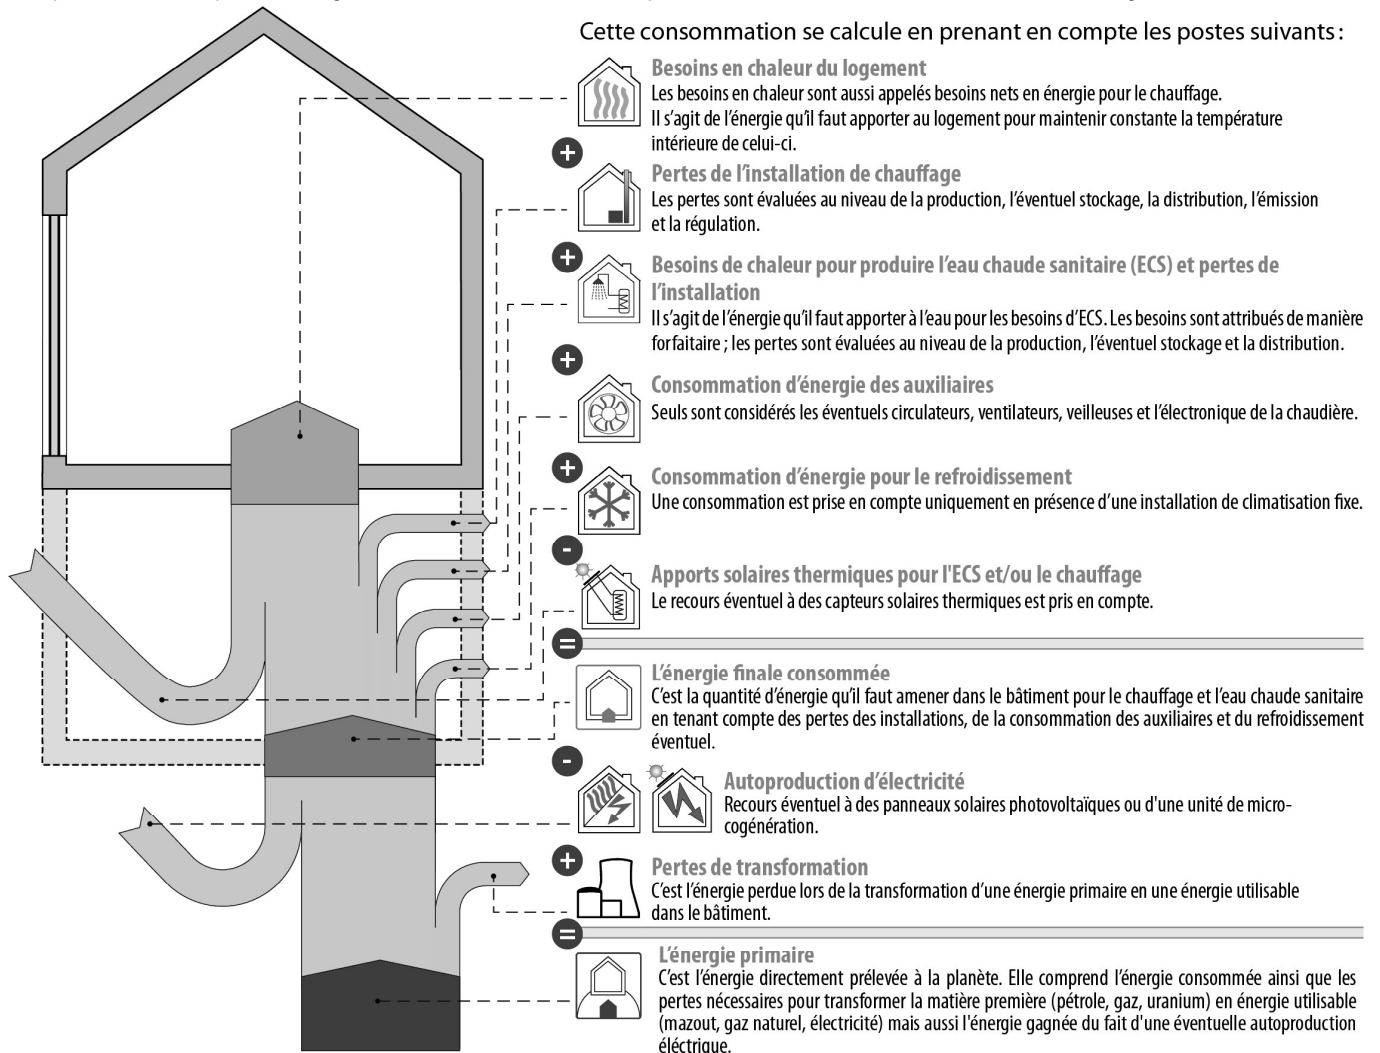 Cette consommation se calcule en prenant en compte les postes suivants :
Besoins en chaleur du logement
Les besoins en chaleur sont aussi appelés besoins nets en énergie pour le chauffage.
Il s’agit de l’énergie qu’il faut apporter au logement pour maintenir constante la température
intérieure de celui-ci.
+
Pertes de l’installation de chauffage
Les pertes sont évaluées au niveau de la production, l’éventuel stockage, la distribution, l’émission
et la régulation.
+
Besoins de chaleur pour produire l’eau chaude sanitaire (ECS) et pertes de
l’installation
Il s’agit de l’énergie qu’il faut apporter à l’eau pour les besoins d’ECS. Les besoins sont attribués de manière
forfaitaire ; les pertes sont évaluées au niveau de la production, l’éventuel stockage et la distribution.
+
Consommation d’énergie des auxiliaires
Seuls sont considérés les éventuels circulateurs, ventilateurs, veilleuses et l’électronique de la chaudière.
+
Consommation d’énergie pour le refroidissement
Une consommation est prise en compte uniquement en présence d’une installation de climatisation fixe.
-
Apports solaires thermiques pour l'ECS et/ou le chauffage
Le recours éventuel à des capteurs solaires thermiques est pris en compte.
=
L’énergie finale consommée
C’est la quantité d’énergie qu’il faut amener dans le bâtiment pour le chauffage et l’eau chaude sanitaire
en tenant compte des pertes des installations, de la consommation des auxiliaires et du refroidissement
éventuel.
-
Autoproduction d’électricité
Recours éventuel à des panneaux solaires photovoltaïques ou d'une unité de micro-
cogénération.
+
Pertes de transformation
C’est l’énergie perdue lors de la transformation d’une énergie primaire en une énergie utilisable
dans le bâtiment.
=
L’énergie primaire
C’est l’énergie directement prélevée à la planète. Elle comprend l’énergie consommée ainsi que les
pertes nécessaires pour transformer la matière première (pétrole, gaz, uranium) en énergie utilisable
(mazout, gaz naturel, électricité) mais aussi l'énergie gagnée du fait d'une éventuelle autoproduction
éléctrique.